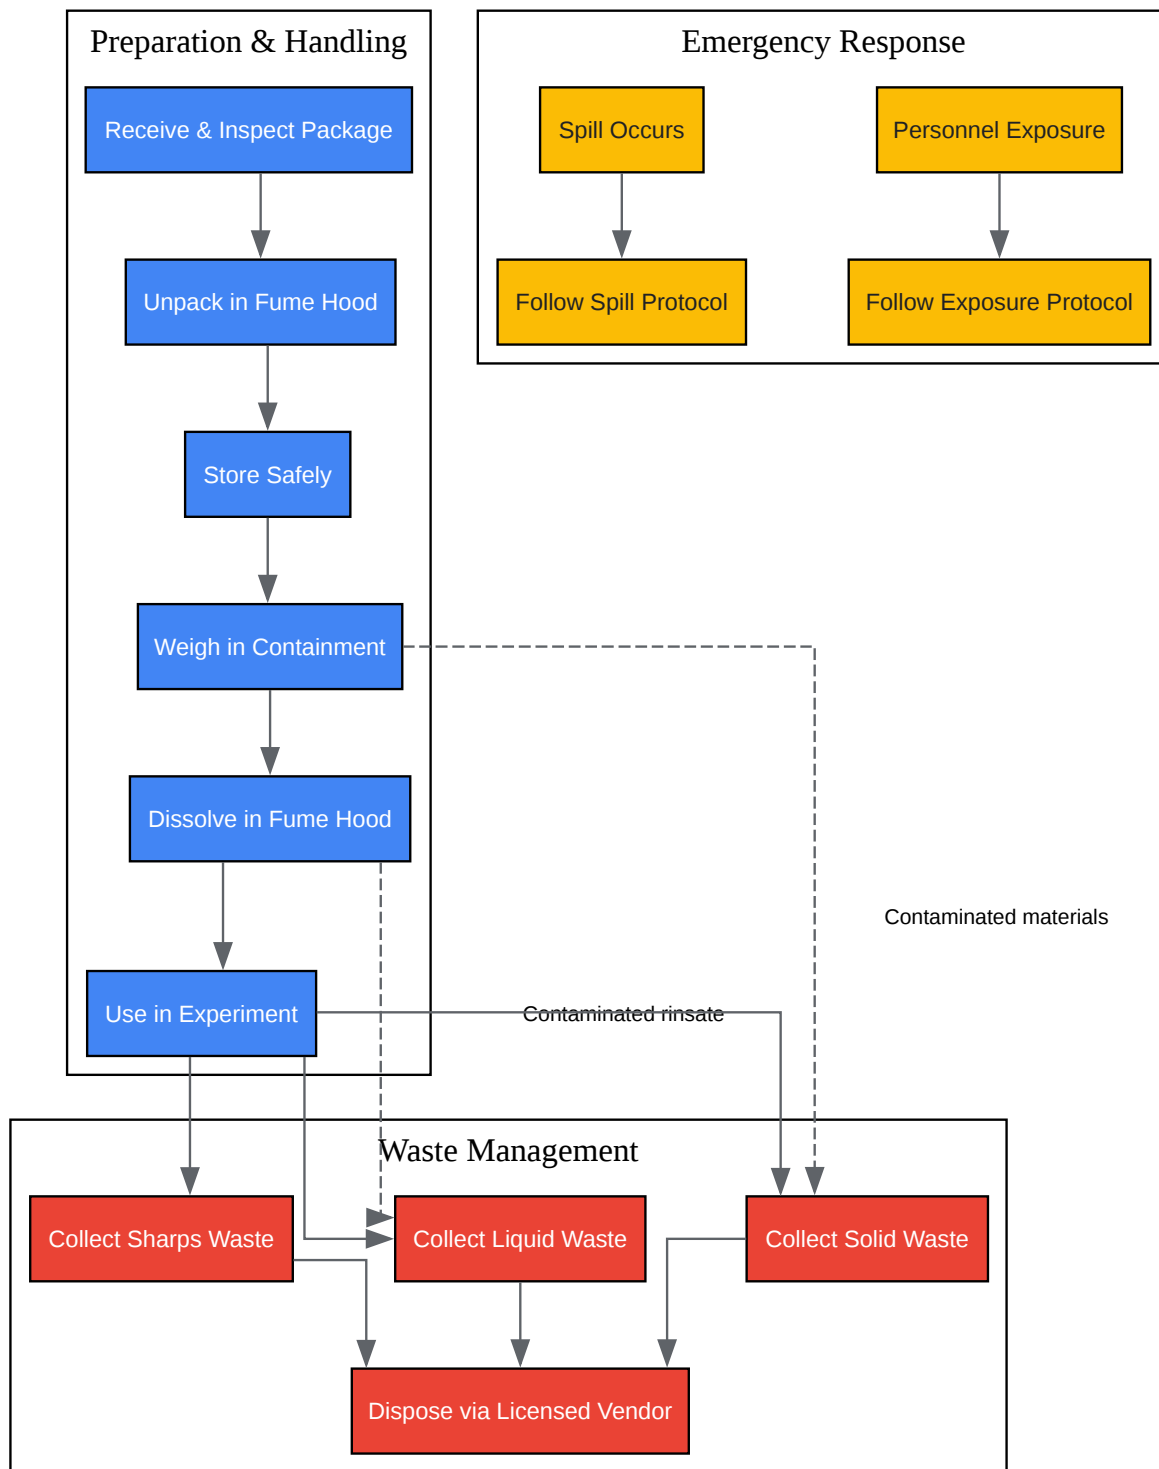 Preparation & Handling
Receive & Inspect Package
Unpack in Fume Hood
Store Safely
Weigh in Containment
Dissolve in Fume Hood
Use in Experiment
Emergency Response
Spill Occurs
Personnel Exposure
Follow Spill Protocol
Follow Exposure Protocol
Contaminated materials
Contaminated rinsate
Waste Management
Collect Sharps Waste
Collect Liquid Waste
Collect Solid Waste
Dispose via Licensed Vendor